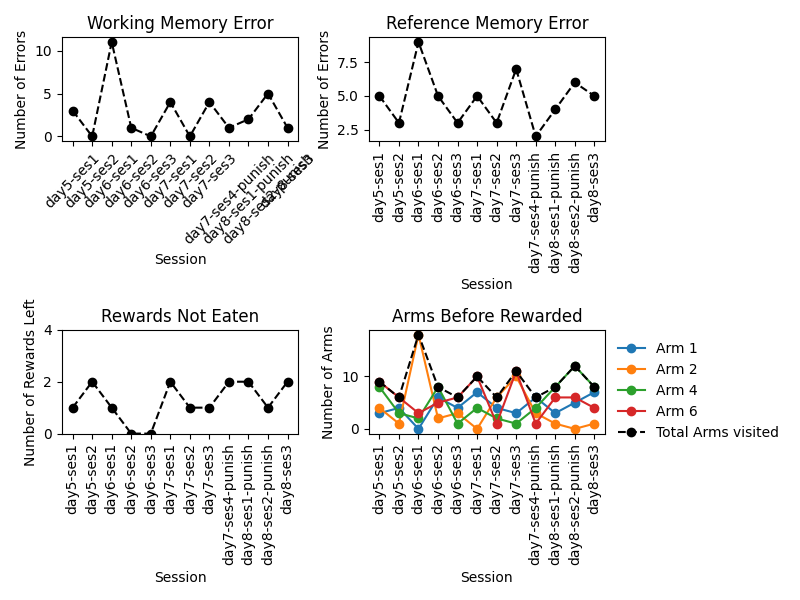 Working Memory Error
Number of Errors
10
5
0
day5-ses1
day5-ses2
day6-ses1
day6-ses2
day6-ses3
day7-ses1
day7-ses2
day7-ses3
day7-ses4-punish
day8-ses1-punish
day8-ses2-punish
day8-ses3
Session
Reference Memory Error
Number of Errors
7.5
5.0
2.5
day5-ses1
day5-ses2
day6-ses1
day6-ses2
day6-ses3
day7-ses1
day7-ses2
day7-ses3
day7-ses4-punish
day8-ses1-punish
day8-ses2-punish
day8-ses3
Session
Rewards Not Eaten
Number of Rewards Left
4
2
0
day5-ses1
day5-ses2
day6-ses1
day6-ses2
day6-ses3
day7-ses1
day7-ses2
day7-ses3
day7-ses4-punish
day8-ses1-punish
day8-ses2-punish
day8-ses3
Session
Arms Before Rewarded
Number of Arms
10
0
day5-ses1
day5-ses2
day6-ses1
day6-ses2
day6-ses3
day7-ses1
day7-ses2
day7-ses3
day7-ses4-punish
day8-ses1-punish
day8-ses2-punish
day8-ses3
Session
Arm 1
Arm 2
Arm 4
Arm 6
Total Arms visited